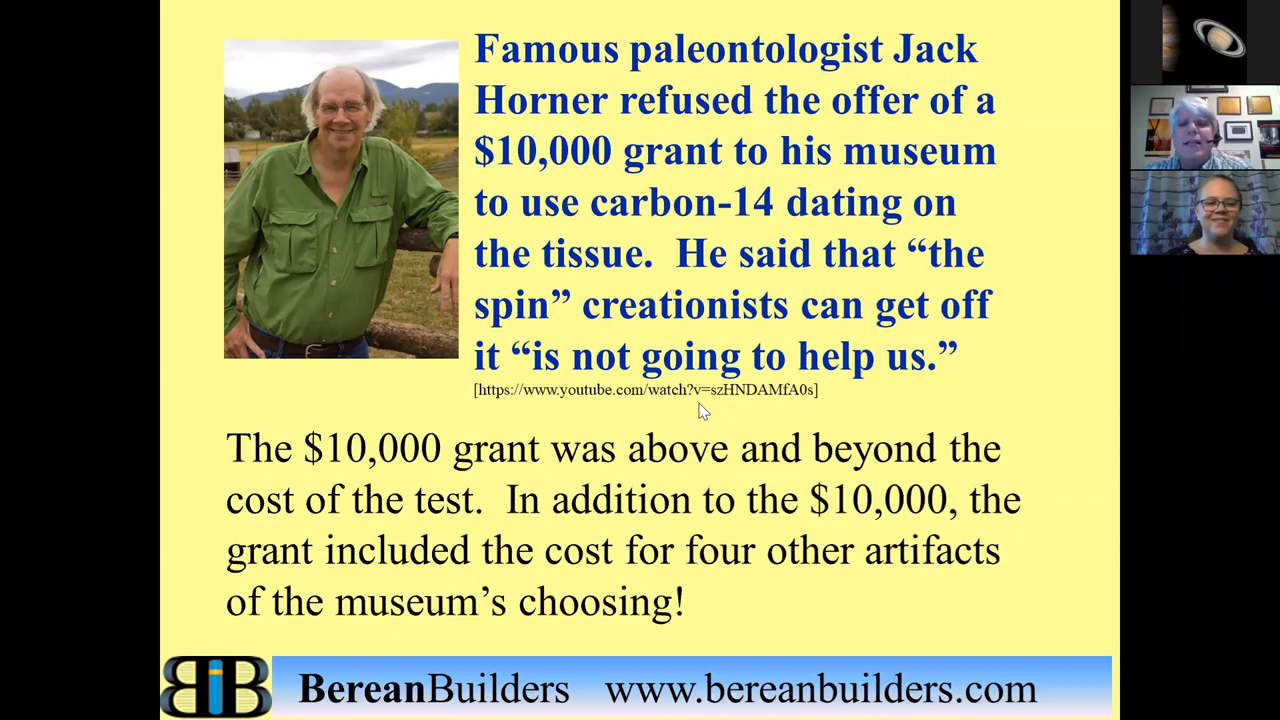 Famous paleontologist Jack
Horner refused the offer of a
$10,000 grant to his museum
to use carbon-14 dating on
the tissue.  He said that “the
spin” creationists can get off
it “is not going to help us.”
[https://www.youtube.com/watch?v=szHNDAMfA0s]
The $10,000 grant was above and beyond the
cost of the test.  In addition to the $10,000, the
grant included the cost for four other artifacts
of the museum’s choosing!
BiB BereanBuilders www.bereanbuilders.com